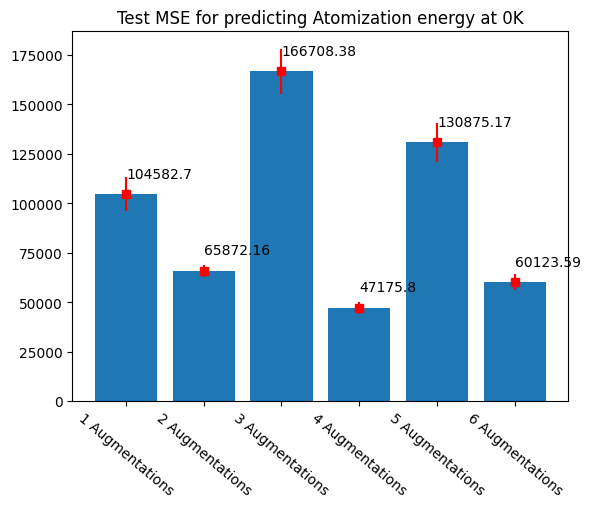 Test MSE for predicting Atomization energy at 0K
175000
150000
125000
100000
75000
50000
25000
0
104582.7
65872.16
166708.38
47175.8
130875.17
60123.59
1 Augmentations
2 Augmentations
3 Augmentations
4 Augmentations
5 Augmentations
6 Augmentations